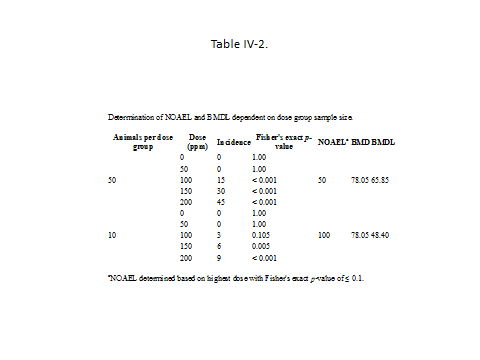 Table IV-2.
Determination of NOAEL and BMDL dependent on dose group sample size.
Animals per dose group Dose (ppm) Incidence Fisher's exact p-value NOAEL* BMD BMDL
0 0 1.00
50 0 1.00
50 100 15 < 0.001 50 78.05 65.85
150 30 < 0.001
200 45 < 0.001
0 0 1.00
50 0 1.00
10 100 3 0.105 100 78.05 48.40
150 6 0.005
200 9 < 0.001
*NOAEL determined based on highest dose with Fisher's exact p-value of ≤ 0.1.